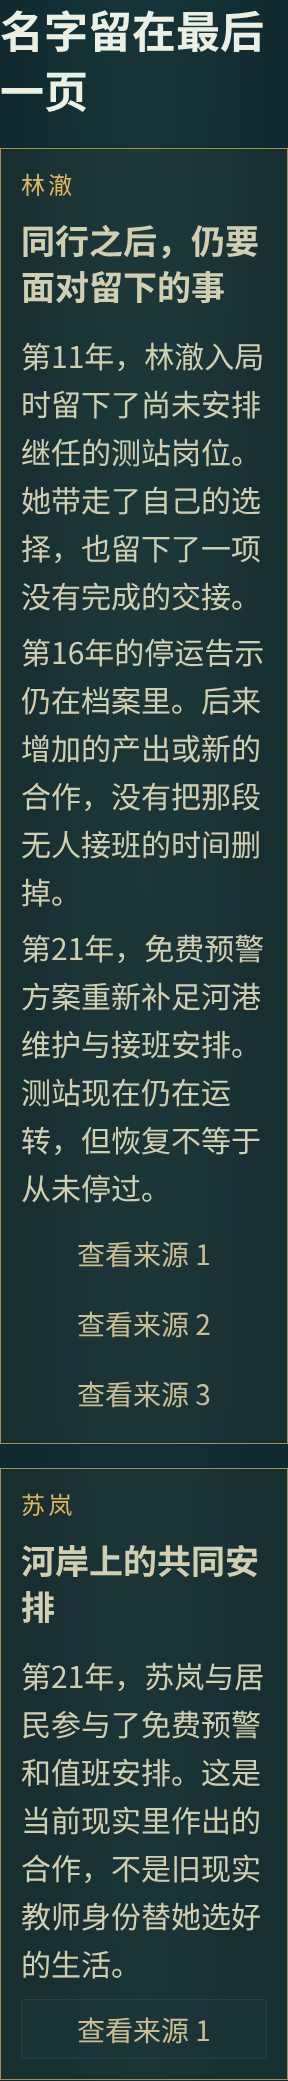 名字留在最后
一页
林澈
同行之后，仍要
面对留下的事
第11年，林澈入局
时留下了尚未安排
继任的测站岗位。
她带走了自己的选
择，也留下了一项
没有完成的交接。
第16年的停运告示
仍在档案里。后来
增加的产出或新的
合作，没有把那段
无人接班的时间删
掉。
第21年，免费预警
方案重新补足河港
维护与接班安排。
测站现在仍在运
转，但恢复不等于
从未停过。
查看来源 1
查看来源 2
查看来源 3
苏岚
河岸上的共同安
排
第21年，苏岚与居
民参与了免费预警
和值班安排。这是
当前现实里作出的
合作，不是旧现实
教师身份替她选好
的生活。
查看来源 1